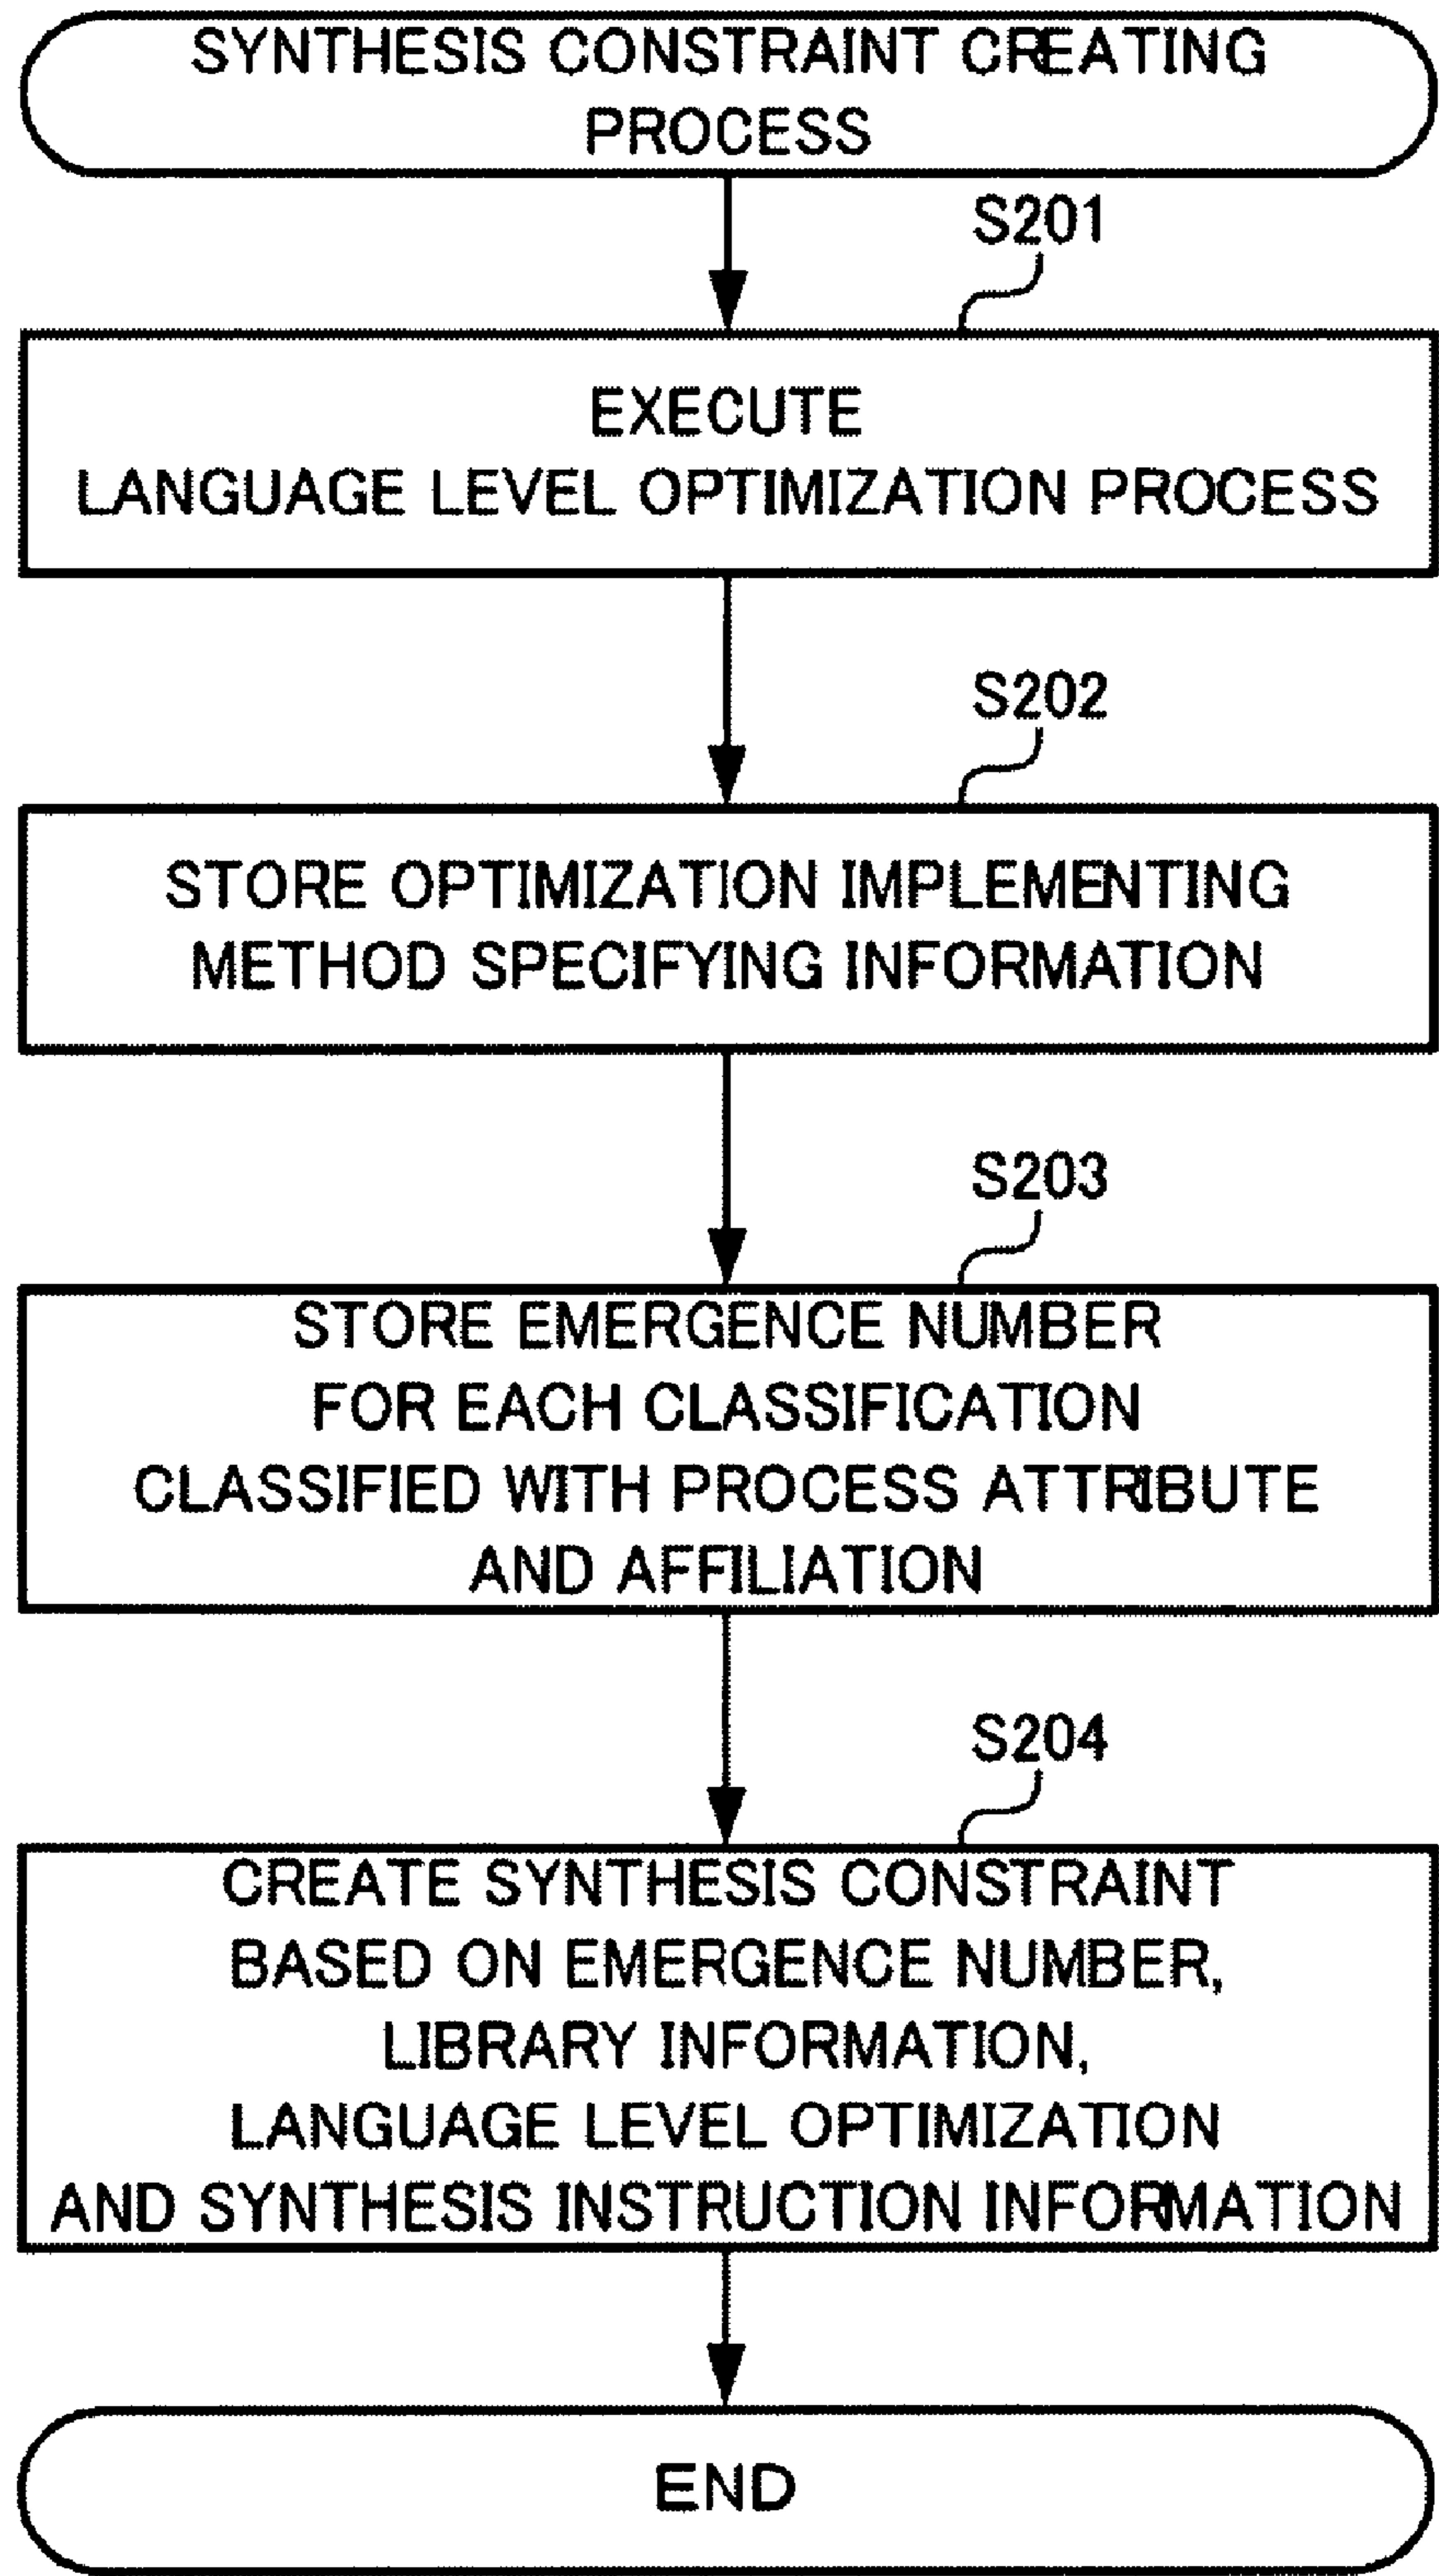 SYNTHESIS CONSTRAINT CREATING
PROCESS
S201
EXECUTE
LANGUAGE LEVEL OPTIMIZATION PROCESS
S202
STORE OPTIMIZATION IMPLEMENTING
METHOD SPECIFYING INFORMATION
S203
STORE EMERGENCE NUMBER
FOR EACH CLASSIFICATION
CLASSIFIED WITH PROCESS ATTRIBUTE
AND AFFILIATION
S204
CREATE SYNTHESIS CONSTRAINT
BASED ON EMERGENCE NUMBER,
LIBRARY INFORMATION,
LANGUAGE LEVEL OPTIMIZATION
AND SYNTHESIS INSTRUCTION INFORMATION
END